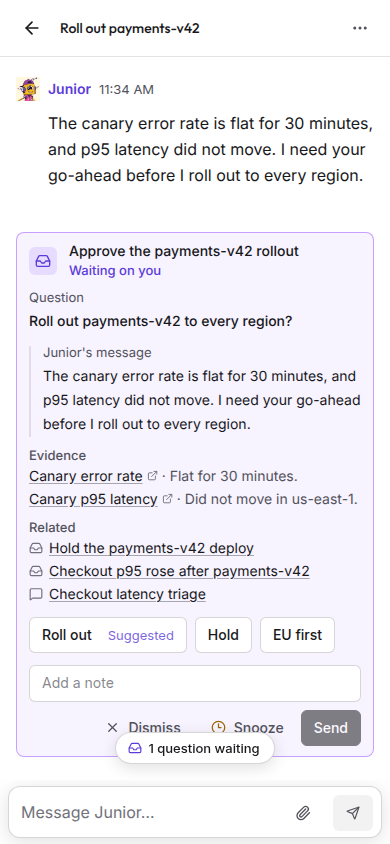 Roll out payments-v42
Junior 11:34 AM
The canary error rate is flat for 30 minutes,
and p95 latency did not move. I need your
go-ahead before I roll out to every region.
Approve the payments-v42 rollout
Waiting on you
Question
Roll out payments-v42 to every region?
Junior's message
The canary error rate is flat for 30 minutes, and
p95 latency did not move. I need your go-ahead
before I roll out to every region.
Evidence
Canary error rate · Flat for 30 minutes.
Canary p95 latency · Did not move in us-east-1.
Related
Hold the payments-v42 deploy
Checkout p95 rose after payments-v42
Checkout latency triage
Roll out Suggested Hold EU first
Add a note
Dismiss Snooze Send
1 question waiting
Message Junior...